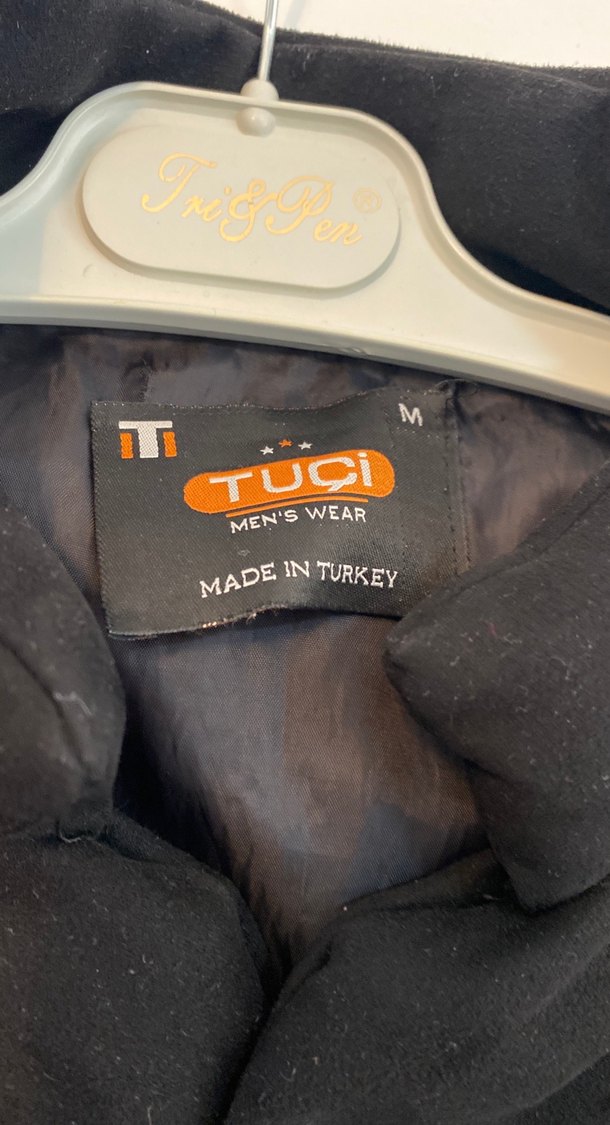 Tri&Pen ®
M
TUÇi
MEN'S WEAR
MADE IN TURKEY